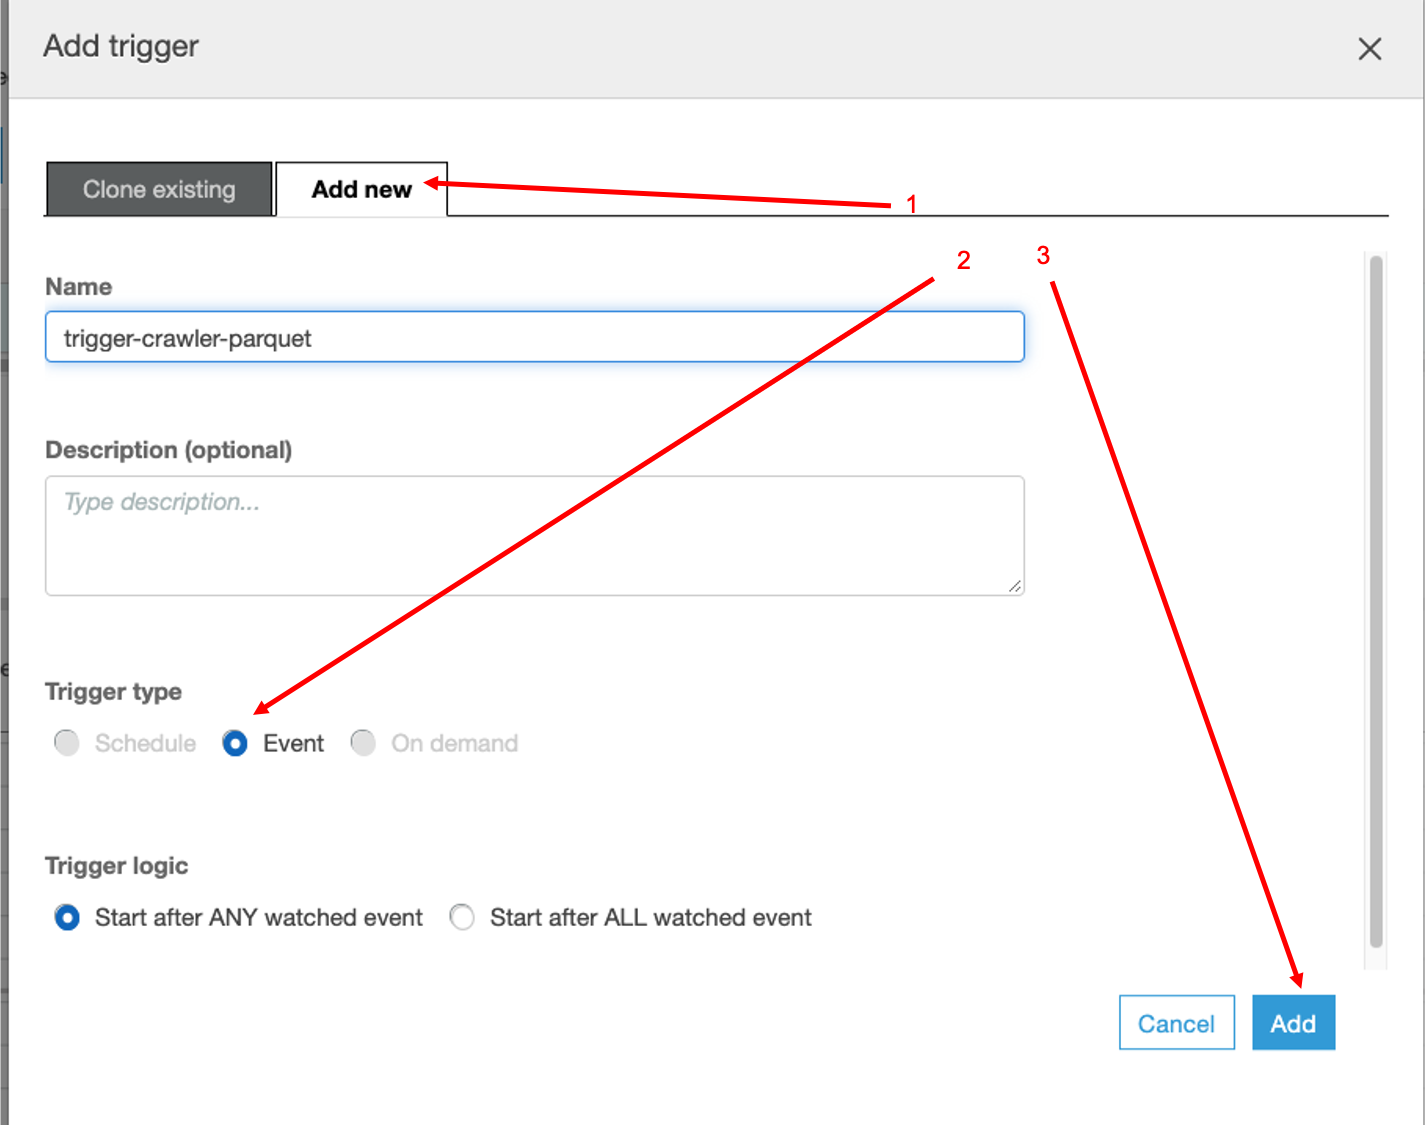 Add trigger
Clone existing
Add new
1
2
3
Name
trigger-crawler-parquet
Description (optional)
Type description...
Trigger type
Schedule Event On demand
Trigger logic
Start after ANY watched event Start after ALL watched event
Cancel Add